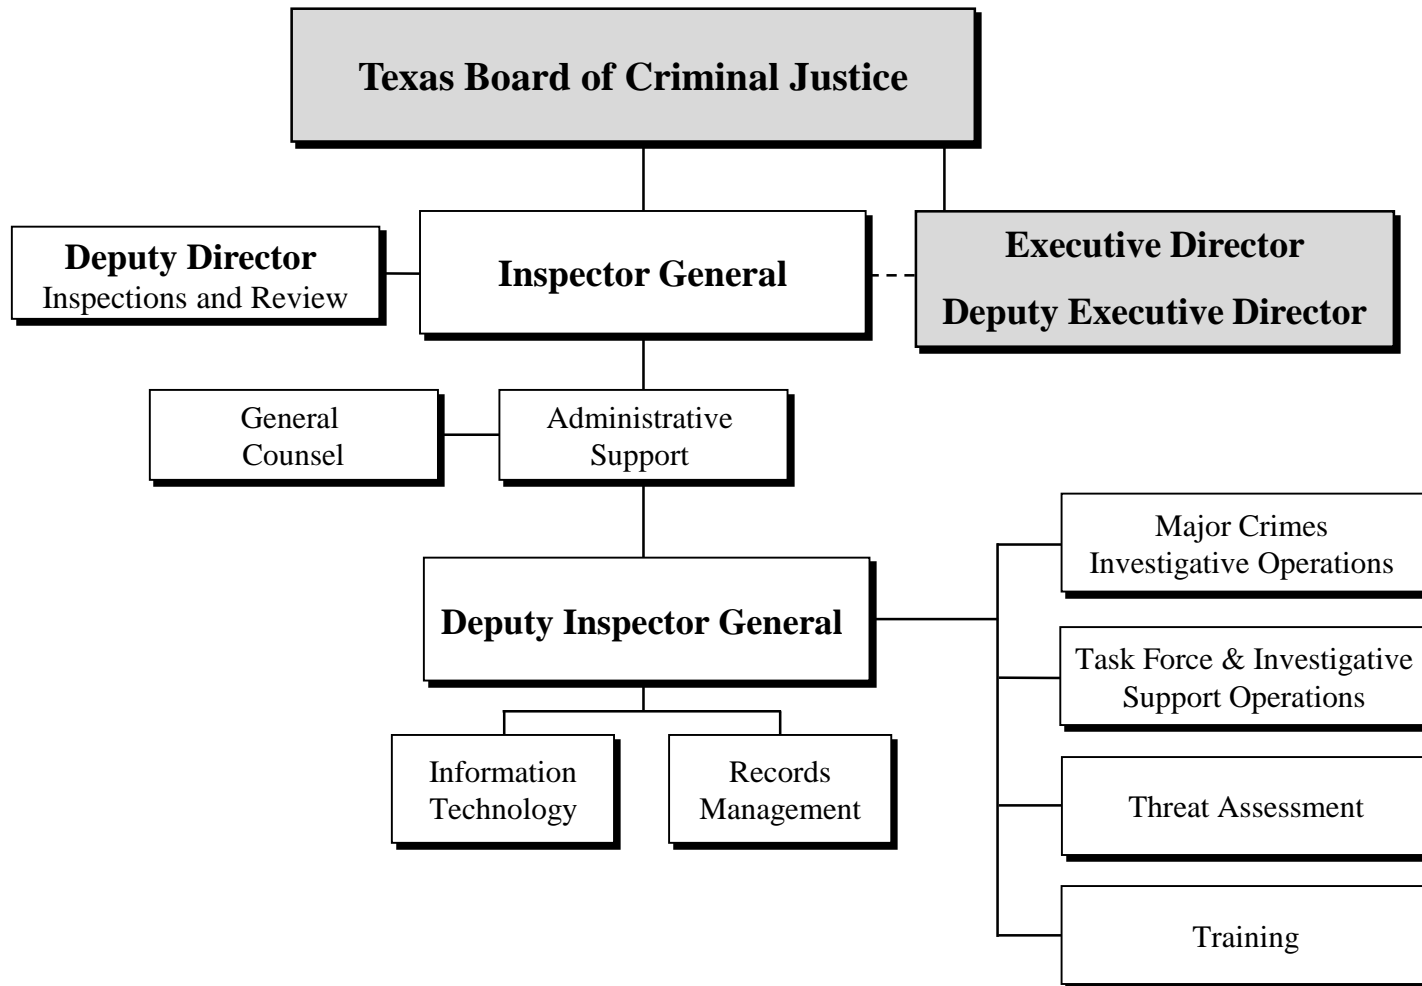 Texas Board of Criminal Justice
Deputy Director
Inspections and Review
Inspector General
Executive Director
Deputy Executive Director
General
Counsel
Administrative
Support
Major Crimes
Investigative Operations
Deputy Inspector General
Task Force & Investigative
Support Operations
Information
Technology
Records
Management
Threat Assessment
Training